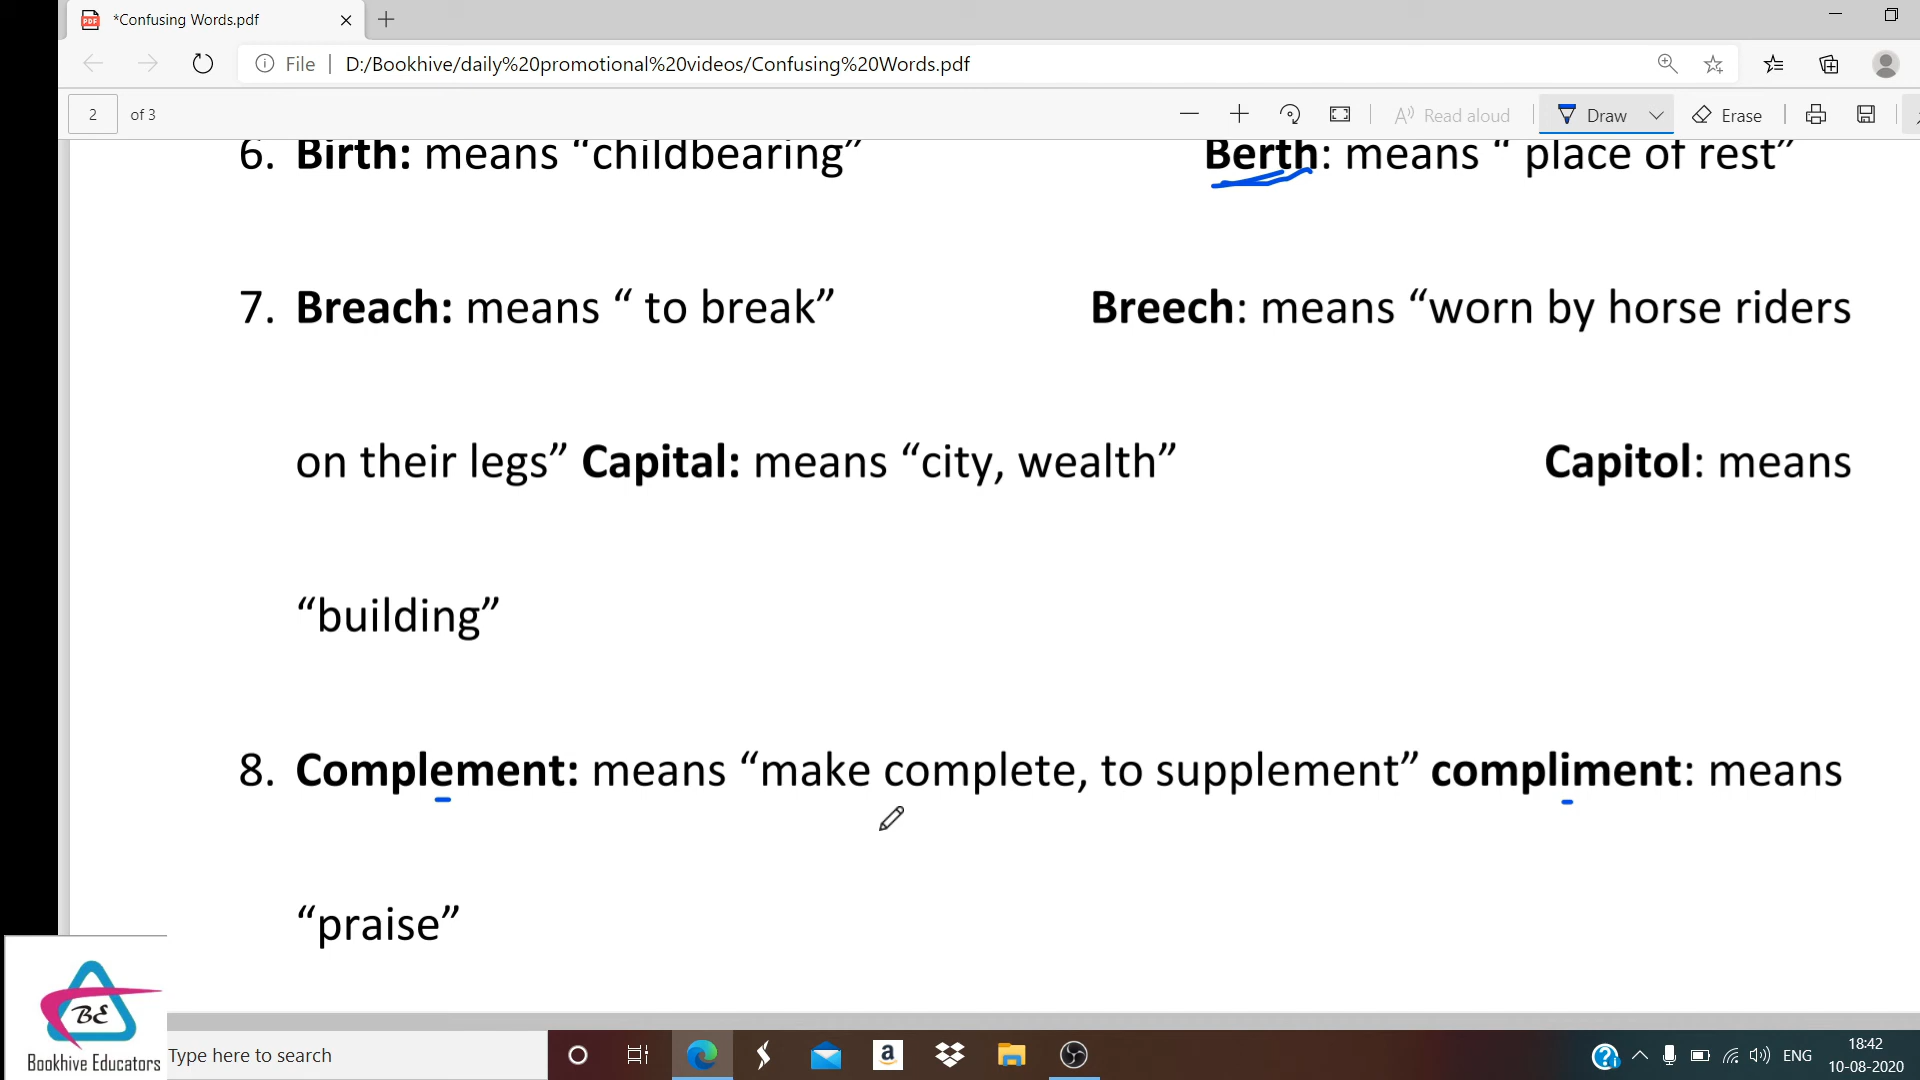 *Confusing Words.pdf
File | D:/Bookhive/daily%20promotional%20videos/Confusing%20Words.pdf
2 of 3 Read aloud Draw Erase
6. Birth: means “childbearing” Berth: means “ place of rest”
7. Breach: means “ to break” Breech: means “worn by horse riders
on their legs” Capital: means “city, wealth” Capitol: means
“building”
8. Complement: means “make complete, to supplement” compliment: means
“praise”
BE
Bookhive Educators
Type here to search
ENG
18:42
10-08-2020